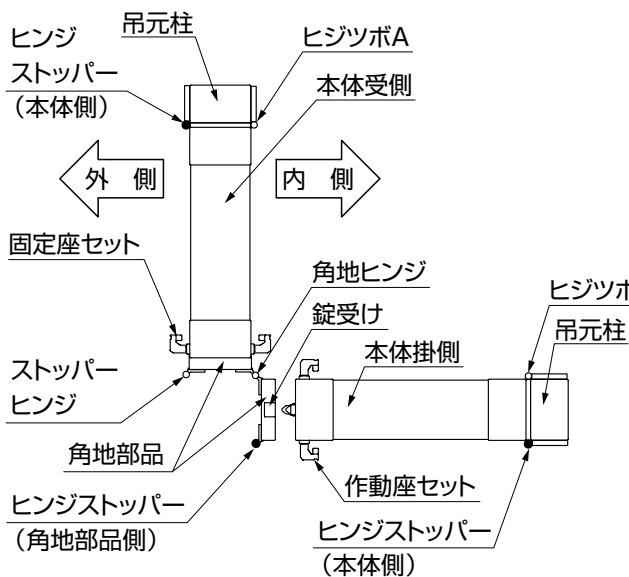 ヒンジ
ストッパー
（本体側）
吊元柱
ヒジツボA
本体受側
外 側
内 側
固定座セット
角地ヒンジ
錠受け
ヒジツボ
吊元柱
本体掛側
ストッパー
ヒンジ
角地部品
作動座セット
ヒンジストッパー
（角地部品側）
ヒンジストッパー
（本体側）